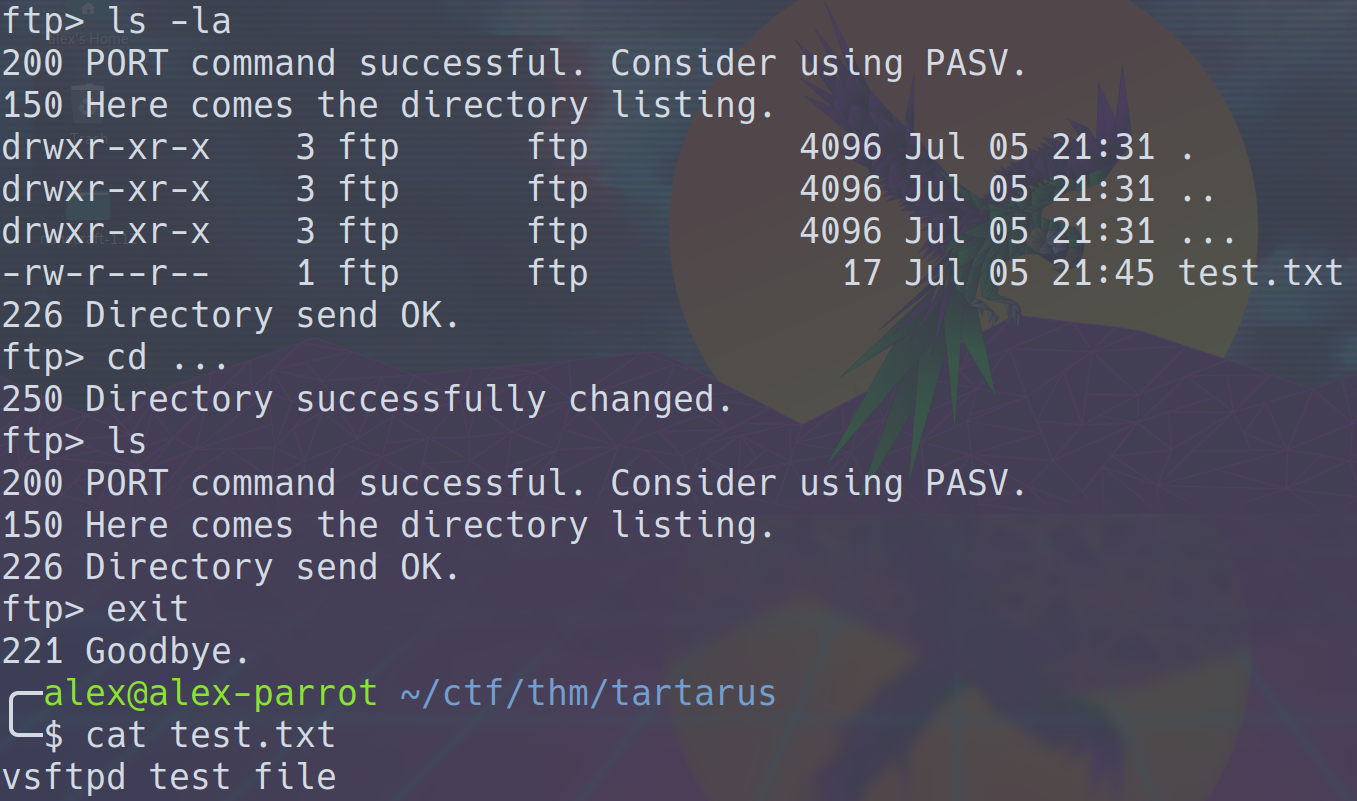 ftp> ls -la
alex's Home
200 PORT command successful. Consider using PASV.
150 Here comes the directory listing.
Trash
drwxr-xr-x    3 ftp      ftp          4096 Jul 05 21:31 .
drwxr-xr-x    3 ftp      ftp          4096 Jul 05 21:31 ..
drwxr-xr-x    3 ftp      ftp          4096 Jul 05 21:31 ...
-rw-r--r--    1 ftp      ftp            17 Jul 05 21:45 test.txt
226 Directory send OK.
ftp> cd ...
250 Directory successfully changed.
ftp> ls
200 PORT command successful. Consider using PASV.
150 Here comes the directory listing.
226 Directory send OK.
ftp> exit
221 Goodbye.
alex@alex-parrot ~/ctf/thm/tartarus
$ cat test.txt
vsftpd test file